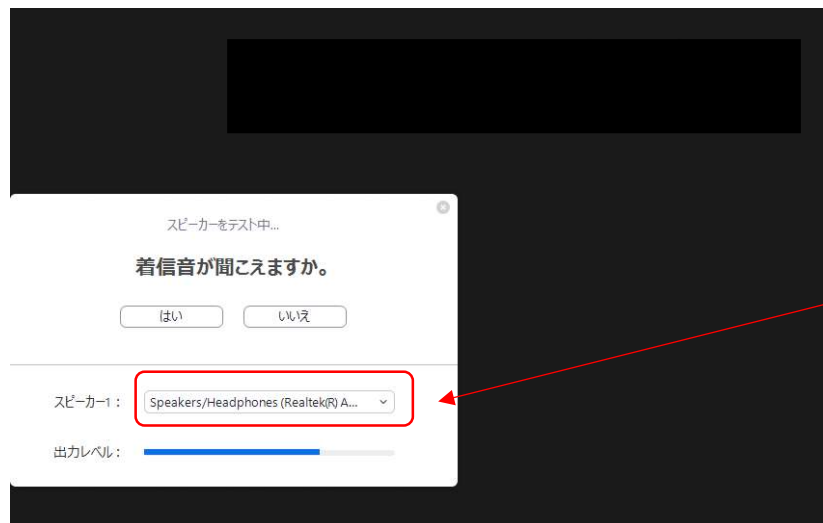 スピーカーをテスト中...
着信音が聞こえますか。
はい
いいえ
スピーカー1：
Speakers/Headphones (Realtek(R) A...
出力レベル：